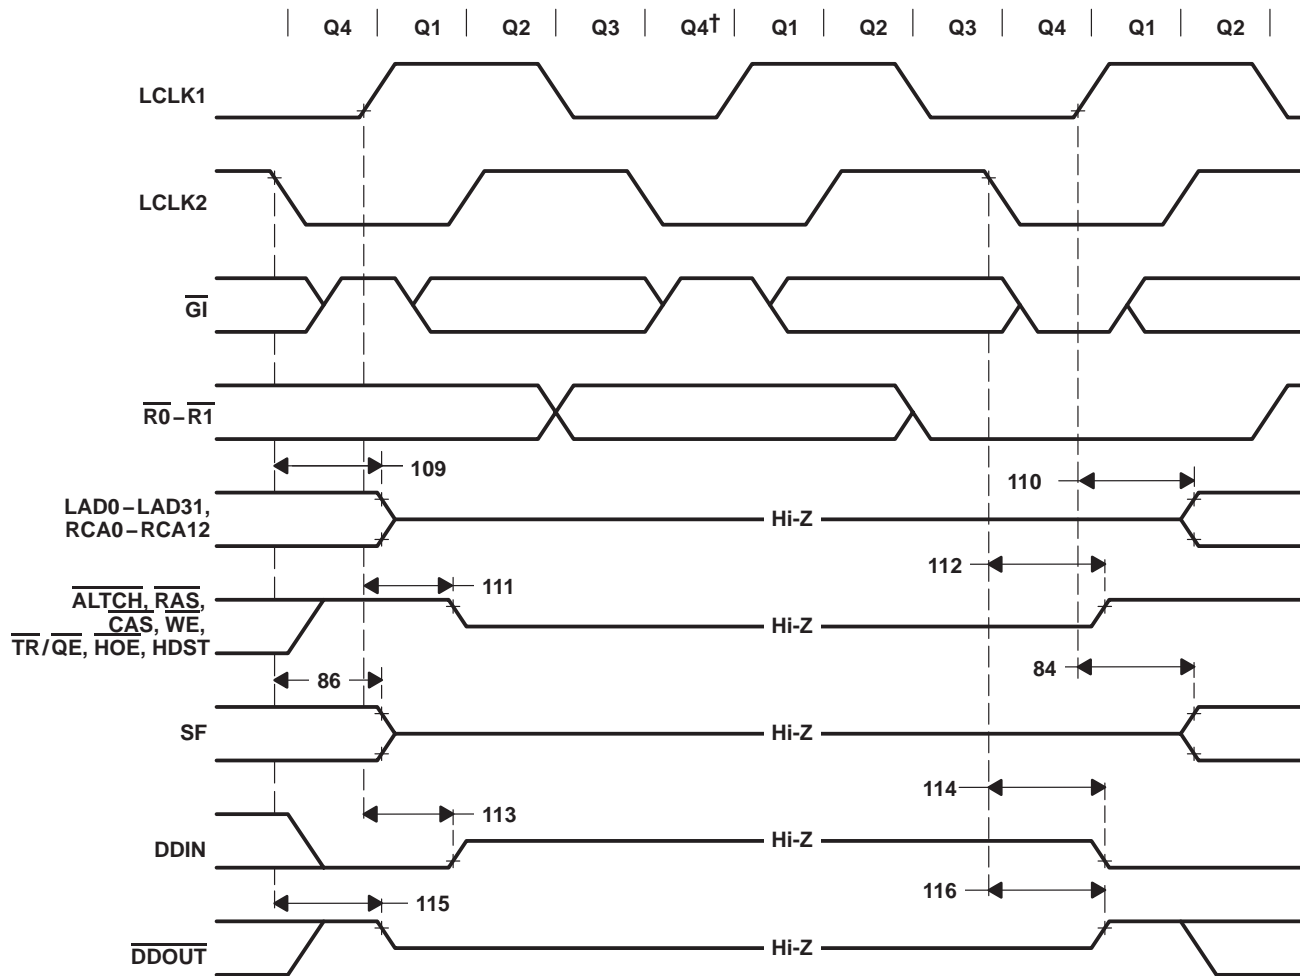 Q4 Q1 Q2 Q3 Q4† Q1 Q2 Q3 Q4 Q1 Q2
LCLK1
LCLK2
GI
R0–R1
109
110
LAD0–LAD31,
RCA0–RCA12
Hi-Z
111
112
ALTCH, RAS,
CAS, WE,
TR/QE, HOE, HDST
Hi-Z
86
84
SF
Hi-Z
113
114
DDIN
Hi-Z
115
116
DDOUT
Hi-Z